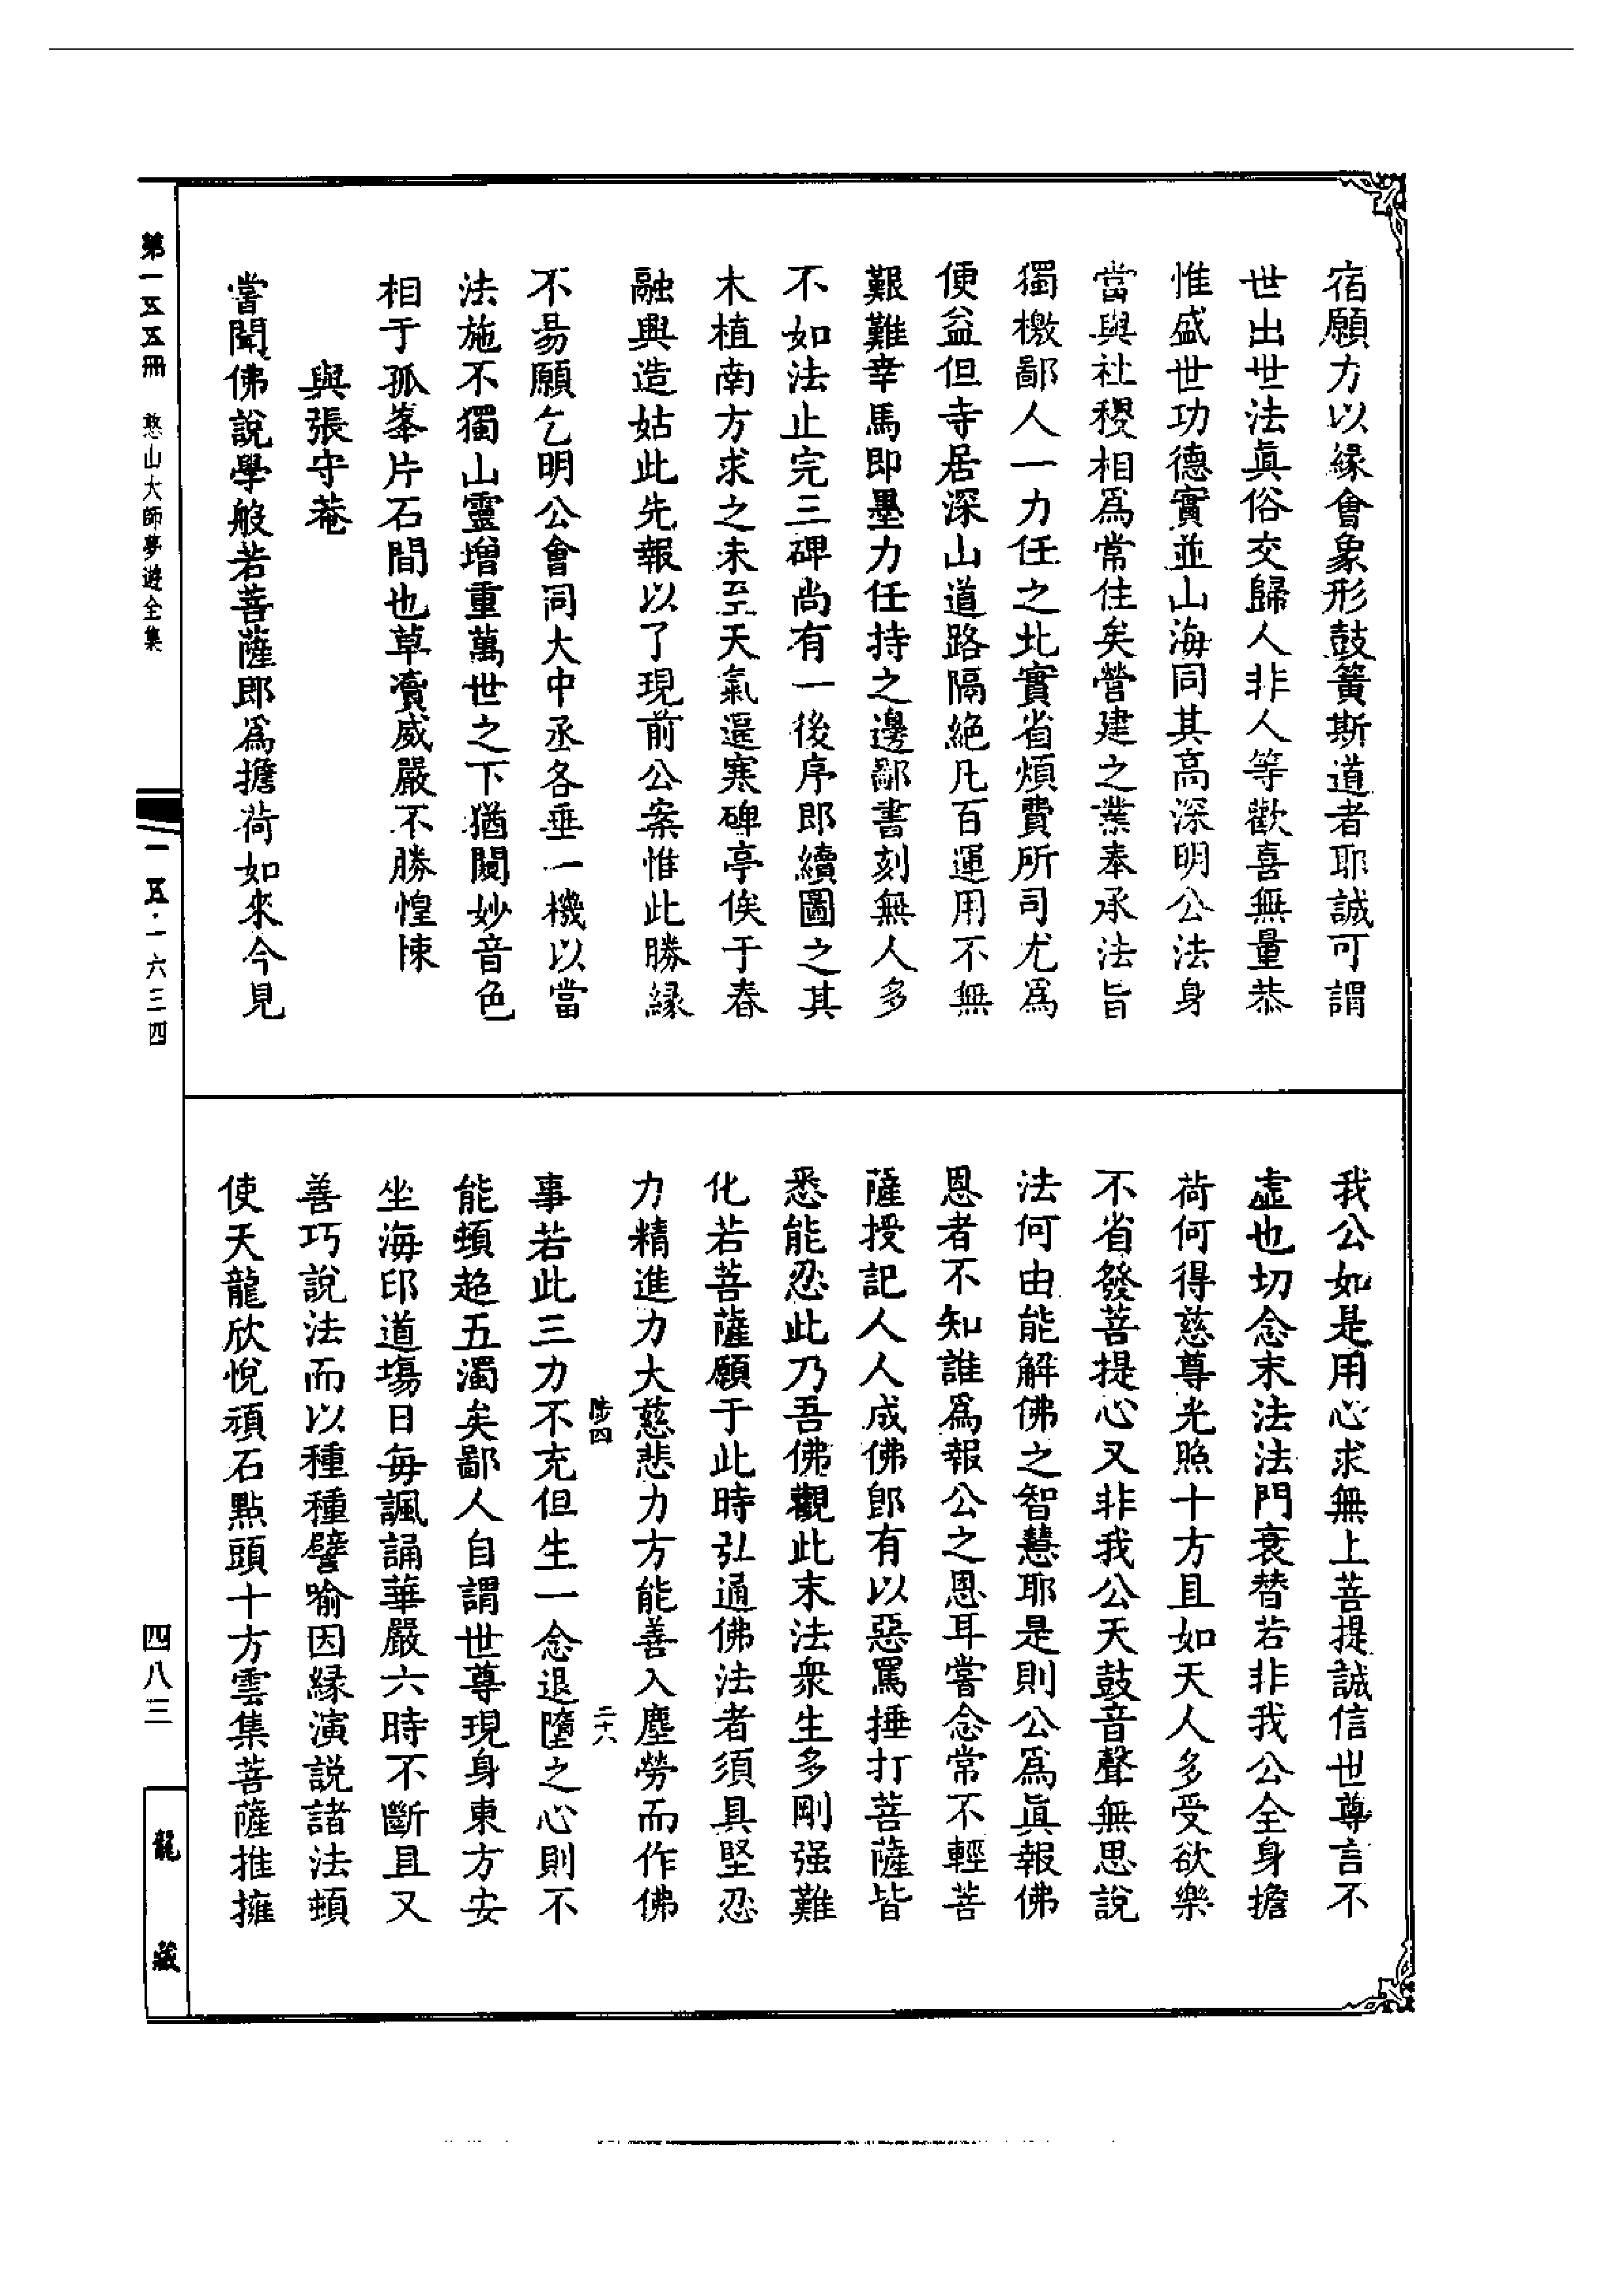 宿願力以緣會象形鼓簧斯道者耶誠可謂
世出世法眞俗交歸人非人等歡喜無量恭
惟盛世功德實並山海同其高深明公法身
當與社稷相爲常住矣營建之業奉承法旨
獨檄鄙人一力任之此實省煩費所司尤爲
便益但寺居深山道路隔絶凡百運用不無
艱難幸馬即墨力任持之邊鄙書刻無人多
不如法止完三碑尚有一後序即續圖之其
木植南方求之未至天氣逼寒碑亭俟于春
融興造姑此先報以了現前公案惟此勝緣
不易願乞明公會同大中丞各垂一機以當
法施不獨山靈增重萬世之下猶聞妙音色
相于孤峯片石間也草瀆威嚴不勝惶悚
與張守菴
嘗聞佛說學般若菩薩即爲擔荷如來今見
我公如是用心求無上菩提誠信世尊言不
虛也切念末法法門衰替若非我公全身擔
荷何得慈尊光照十方且如天人多受欲樂
不省發菩提心又非我公天鼓音聲無思說
法何由能解佛之智慧耶是則公爲眞報佛
恩者不知誰爲報公之恩耳嘗念常不輕菩
薩授記人人成佛即有以惡罵捶打菩薩皆
悉能忍此乃吾佛觀此末法衆生多剛强難
化若菩薩願于此時弘通佛法者須具堅忍
力精進力大慈悲力方能善入塵勞而作佛
陟四
二十六
事若此三力不充但生一念退墮之心則不
能頓超五濁矣鄙人自謂世尊現身東方安
坐海印道場日每諷誦華嚴六時不斷且又
善巧說法而以種種譬喻因緣演説諸法頓
使天龍欣悅頑石點頭十方雲集菩薩推擁
第一五五冊
憨山大師夢遊全集
一五·一六三四
四八三
龍藏